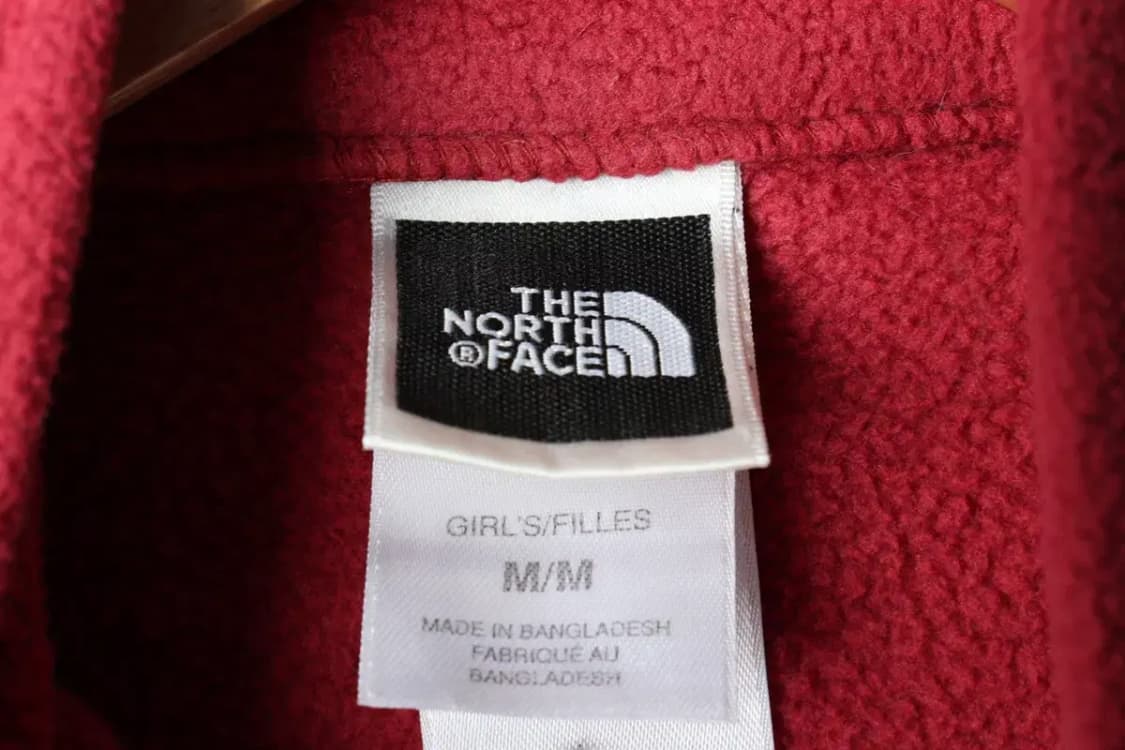 THE
NORTH
®FACE
GIRL'S/FILLES
M/M
MADE IN BANGLADESH
FABRIQUÉ AU
BANGLADESH